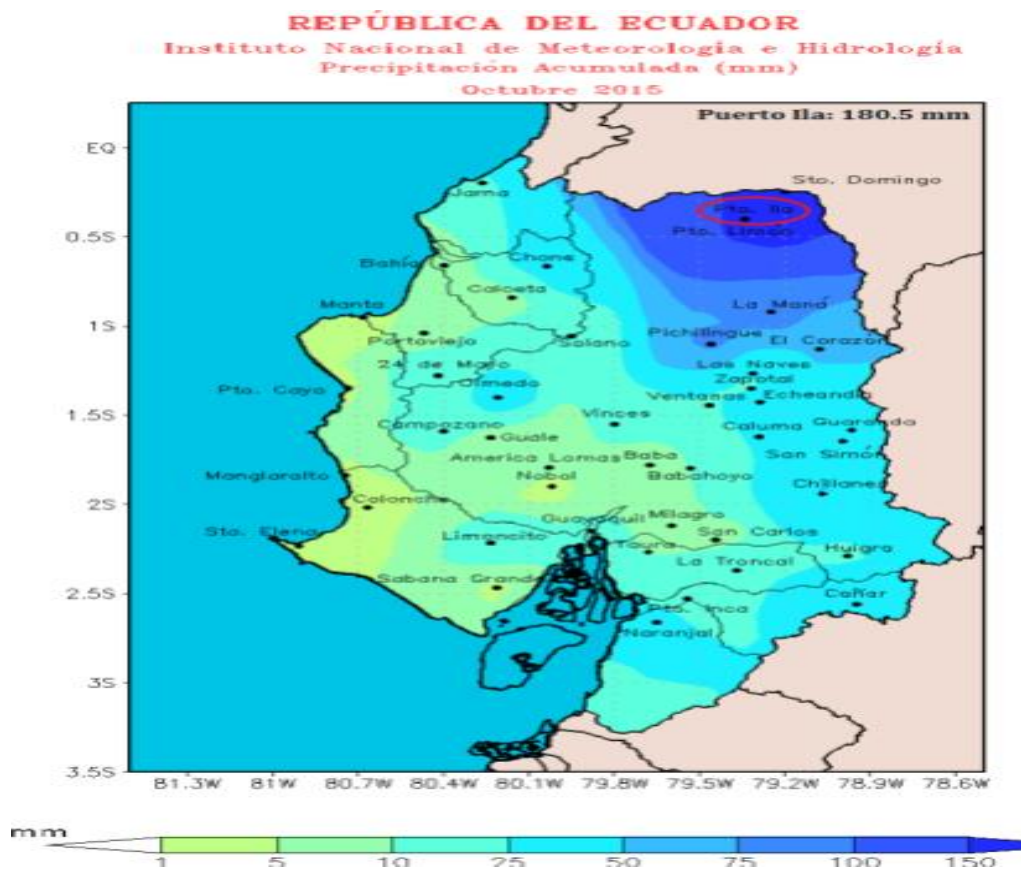 REPÚBLICA DEL ECUADOR
Instituto Nacional de Meteorología e Hidrología
Precipitación Acumulada (mm)
Octubre 2015
Puerto Ila: 180.5 mm
EQ
Sto. Domingo
Jama
Pto. Ila
0.5S
Pto. Limón
Bahía
Chone
Calceta
La Maná
Manta
1S
Portoviejo
Solano
Pichilingue
El Corazón
24 de Mayo
Las Naves
Olmedo
Zapotal
Pto. Cayo
Ventanas
Echeandía
1.5S
Vinces
Campozano
Guale
Caluma
Guaranda
America Lomas
Baba
San Simón
Manglaralto
Nobol
Babahoyo
Chillanes
2S
Colonche
Guayaquil
Milagro
Sta. Elena
Limoncito
San Carlos
Taura
Huigra
La Troncal
Sabana Grande
2.5S
Cañar
Pto. Inca
Naranjal
3S
3.5S
81.3W 81W 80.7W 80.4W 80.1W 79.8W 79.5W 79.2W 78.9W 78.6W
mm
1 5 10 25 50 75 100 150